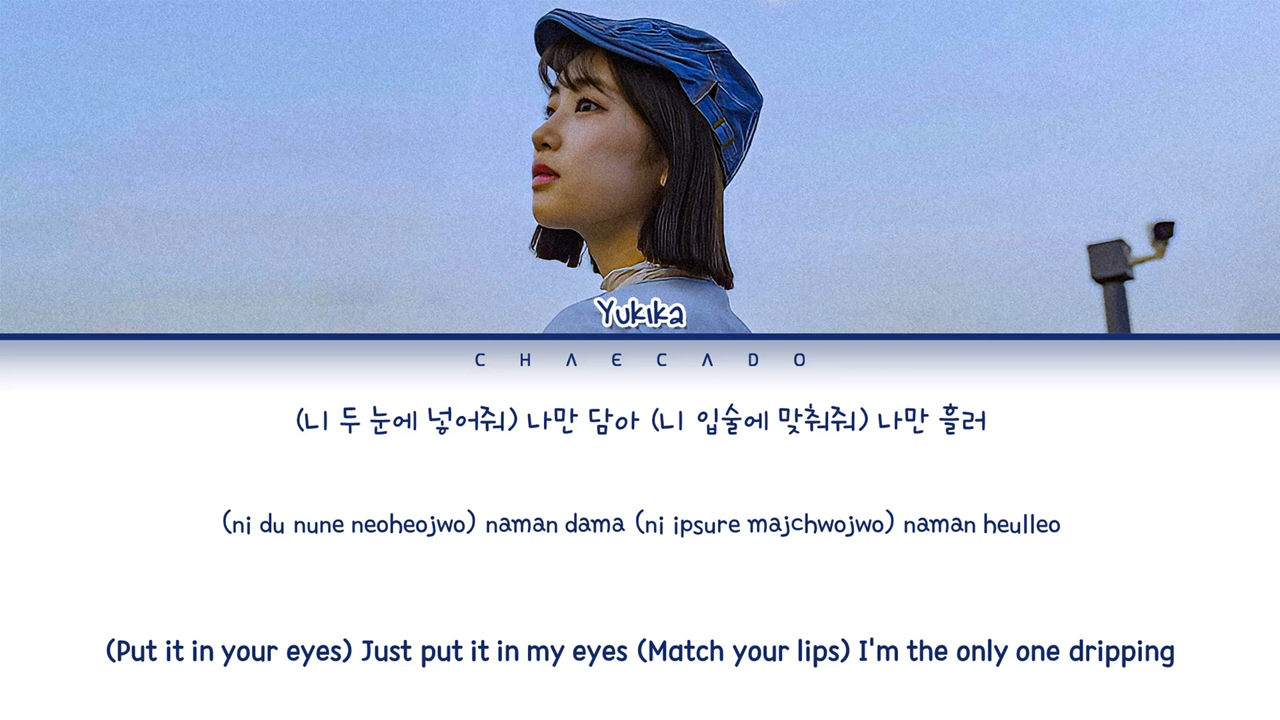 Yukika
CHAECADO
(니 두 눈에 넣어줘) 나만 담아 (니 입술에 맞춰줘) 나만 흘러
(ni du nune neoheojwo) naman dama (ni ipsure majchwojwo) naman heulleo
(Put it in your eyes) Just put it in my eyes (Match your lips) I'm the only one dripping